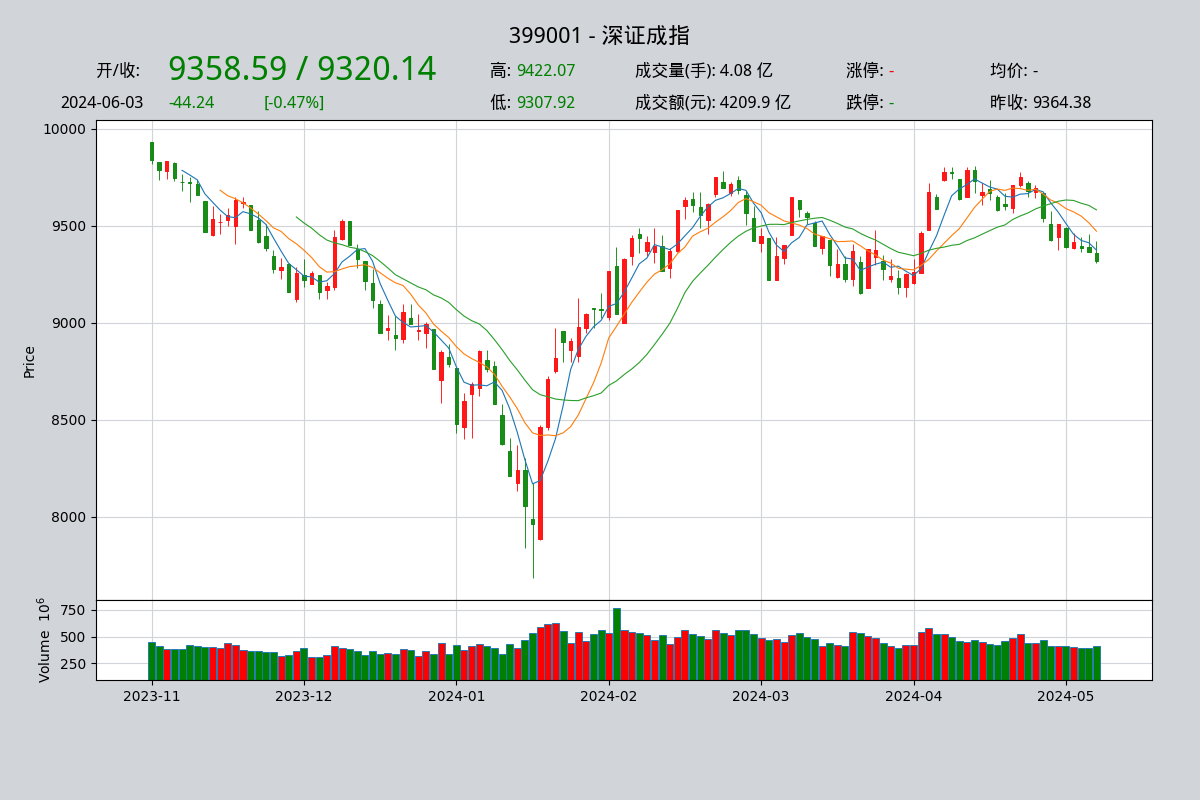 399001 - 深证成指
开/收: 9358.59 / 9320.14 高: 9422.07 成交量(手): 4.08 亿 涨停: - 均价: -
2024-06-03 -44.24 [-0.47%] 低: 9307.92 成交额(元): 4209.9 亿 跌停: - 昨收: 9364.38
10000
9500
9000
8500
8000
Price
750
500
250
Volume 10^6
2023-11 2023-12 2024-01 2024-02 2024-03 2024-04 2024-05